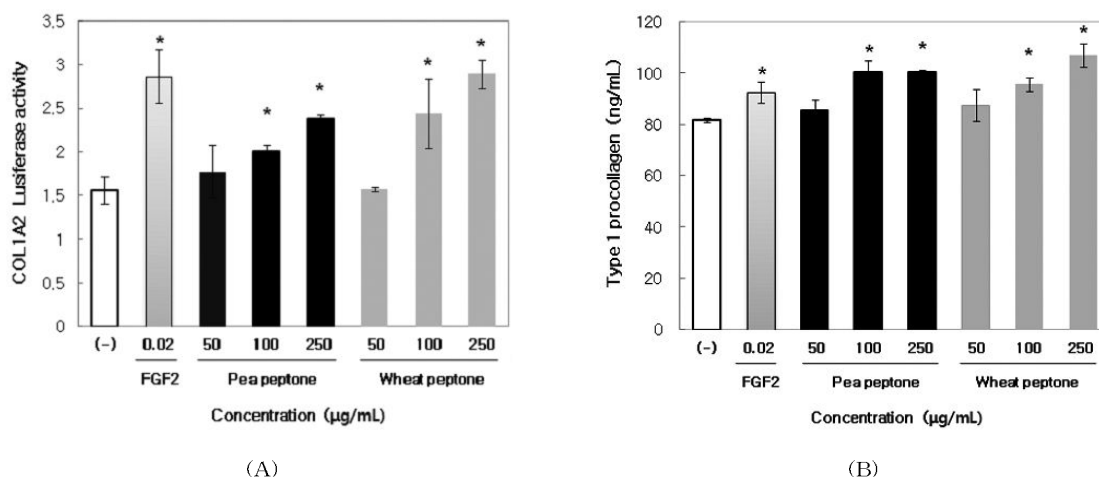 COL1A2 Lusiferase activity
3.5
3
2.5
2
1.5
1
0.5
0
* * * * *
(-) 0.02 50 100 250 50 100 250
FGF2 Pea peptone Wheat peptone
Concentration (μg/mL)
(A)
Type 1 procollagen (ng/mL)
120
100
80
60
40
20
0
* * * * *
(-) 0.02 50 100 250 50 100 250
FGF2 Pea peptone Wheat peptone
Concentration (μg/mL)
(B)